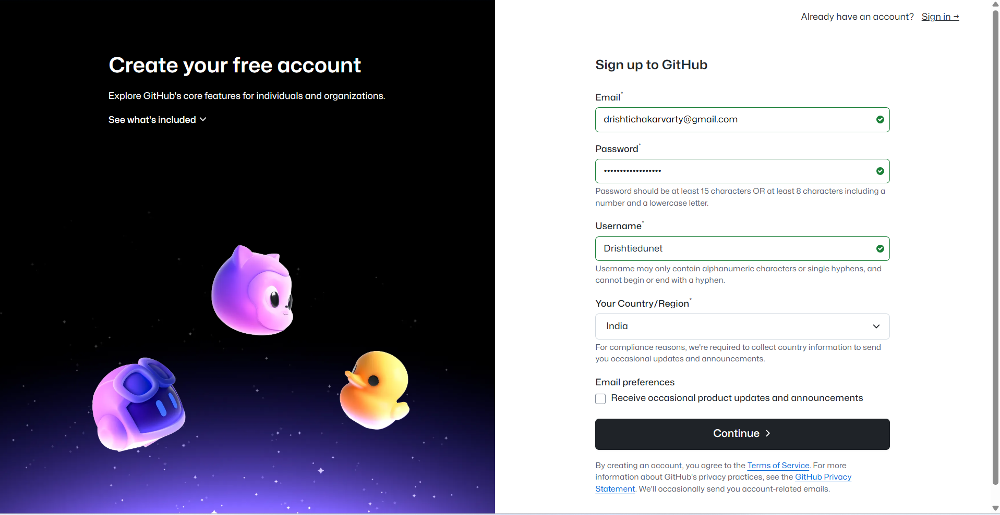 Already have an account? Sign in →
Create your free account
Explore GitHub's core features for individuals and organizations.
See what's included
Sign up to GitHub
Email*
drishtichakarvarty@gmail.com
Password*
••••••••••••••••••
Password should be at least 15 characters OR at least 8 characters including a
number and a lowercase letter.
Username*
Drishtiedunet
Username may only contain alphanumeric characters or single hyphens, and
cannot begin or end with a hyphen.
Your Country/Region*
India
For compliance reasons, we're required to collect country information to send
you occasional updates and announcements.
Email preferences
Receive occasional product updates and announcements
Continue
By creating an account, you agree to the Terms of Service. For more
information about GitHub's privacy practices, see the GitHub Privacy
Statement. We'll occasionally send you account-related emails.